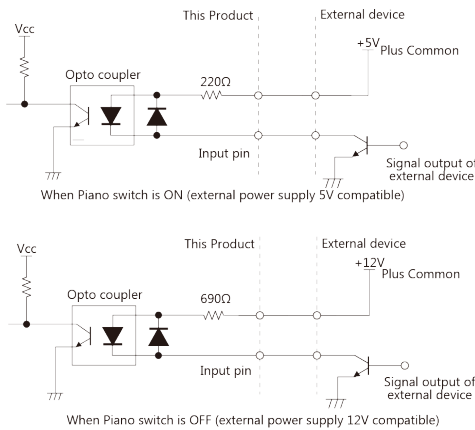 This Product
External device
Vcc
+5V
Plus Common
Opto coupler
220Ω
Input pin
Signal output of
external device
When Piano switch is ON (external power supply 5V compatible)
This Product
External device
Vcc
+12V
Plus Common
Opto coupler
690Ω
Input pin
Signal output of
external device
When Piano switch is OFF (external power supply 12V compatible)